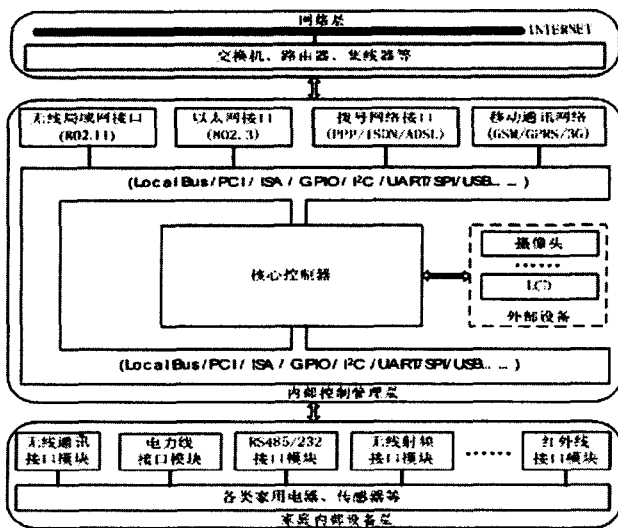 网络层
INTERNET
交换机、路由器、集线器等
无线局域网接口
(802.11)
以太网接口
(802.3)
拨号网络接口
(PPP/ISDN/ADSL)
移动通讯网络
(GSM/GPRS/3G)
(Local Bus/PCI/ ISA / GPIO/ I²C /UART/SPI/USB... ...)
核心控制器
摄像头
······
LCD
外部设备
(Local Bus/PCI/ ISA / GPIO/ I²C /UART/SPI/USB... ...)
内部控制管理层
无线通讯
接口模块
电力线
接口模块
RS485/232
接口模块
无线射频
接口模块
······
红外线
接口模块
各类家用电器、传感器等
家庭内部设备层